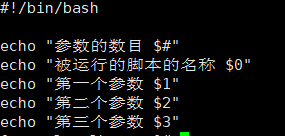 #!/bin/bash
echo "参数的数目 $#"
echo "被运行的脚本的名称 $0"
echo "第一个参数 $1"
echo "第二个参数 $2"
echo "第三个参数 $3"